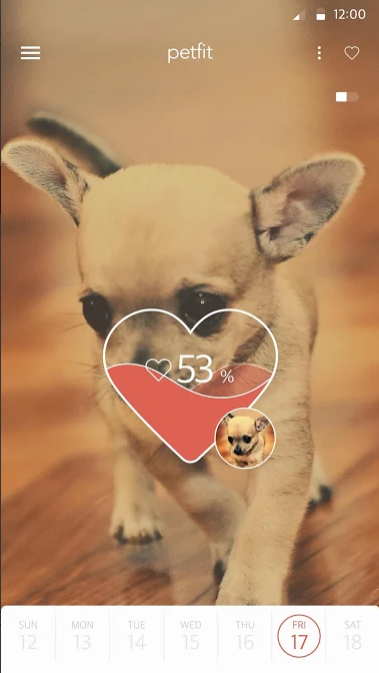 12:00
petfit
53 %
SUN MON TUE WED THU FRI SAT
12 13 14 15 16 17 18